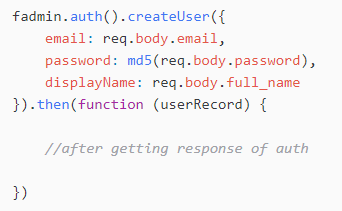 fadmin.auth().createUser({
    email: req.body.email,
    password: md5(req.body.password),
    displayName: req.body.full_name
}).then(function (userRecord) {
    //after getting response of auth
})